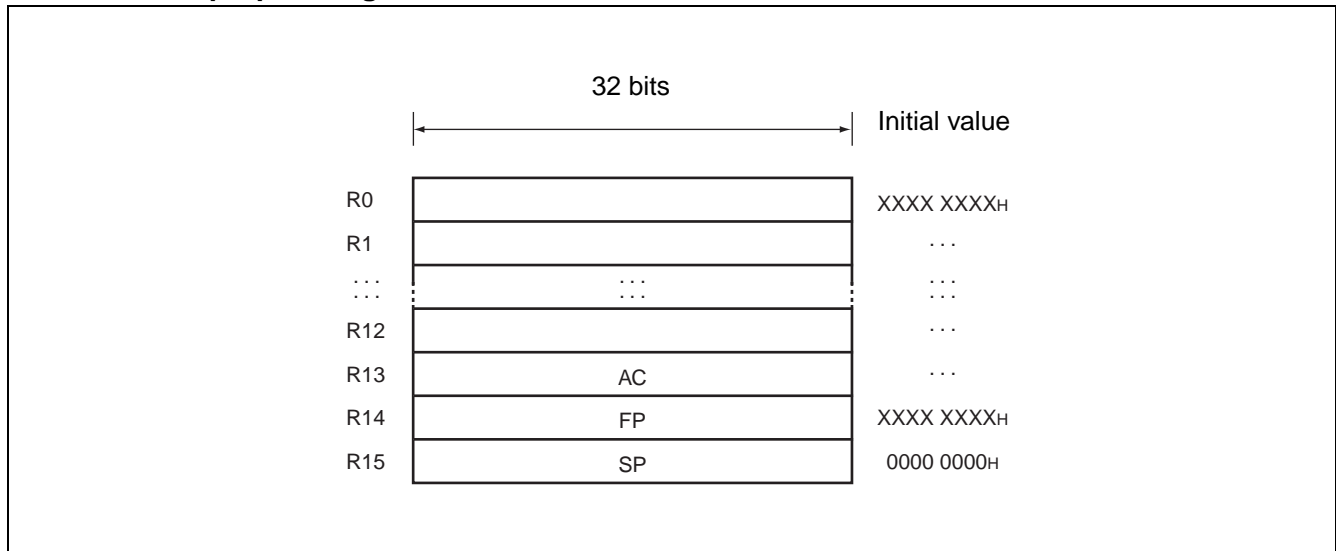 32 bits
Initial value
R0 XXXX XXXXH
R1 ...
... ... ...
... ... ...
R12 ...
R13 AC ...
R14 FP XXXX XXXXH
R15 SP 0000 0000H